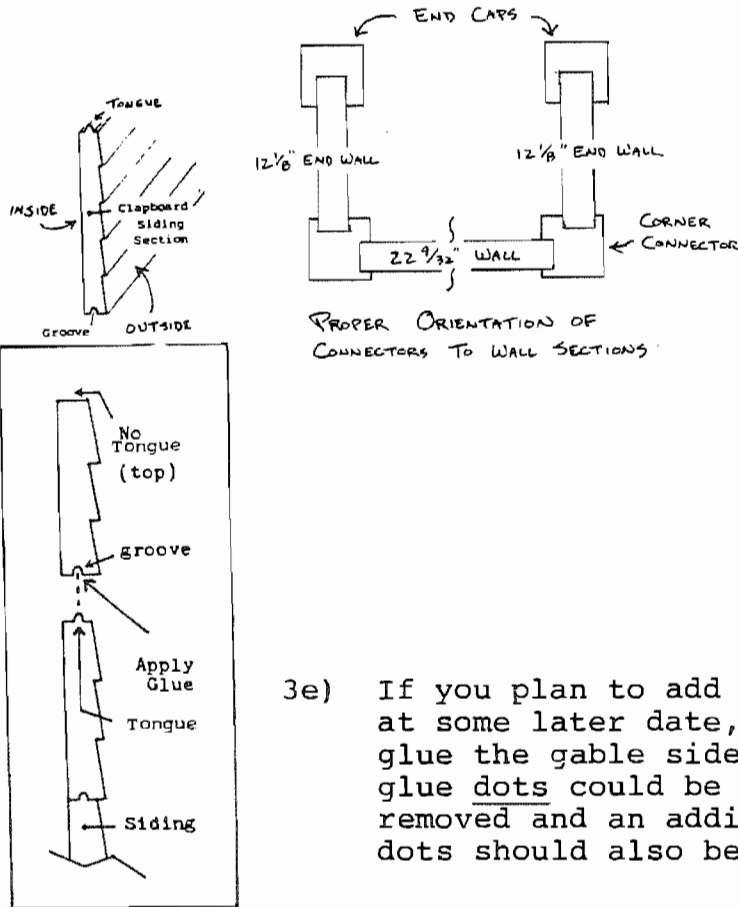 END CAPS
TONGUE
12 1/8" END WALL
12 1/8" END WALL
INSIDE
Clapboard
Siding
Section
CORNER
CONNECTOR
22 9/32" WALL
Groove
OUTSIDE
PROPER ORIENTATION OF
CONNECTORS TO WALL SECTIONS
No
Tongue
(top)
groove
Apply
Glue
Tongue
Siding
3e) If you plan to add
at some later date,
glue the gable side
glue dots could be
removed and an addi
dots should also be